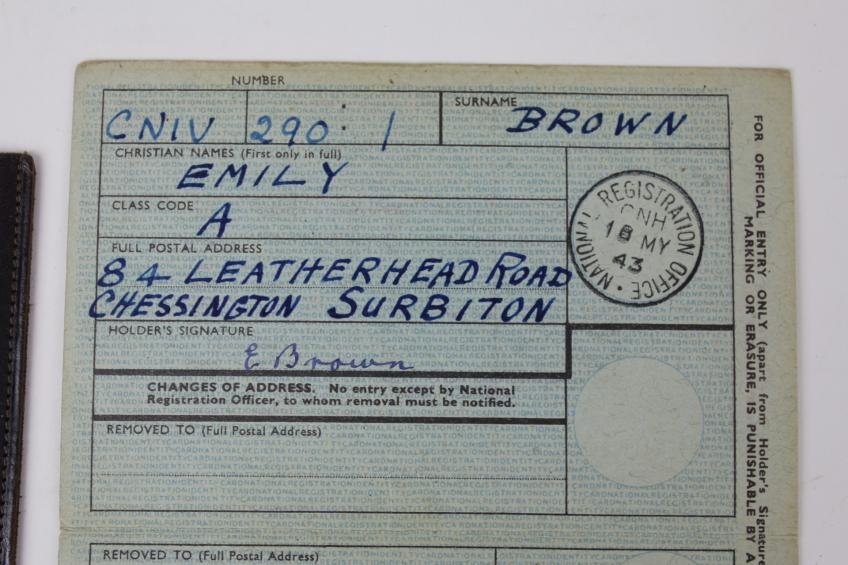 NUMBER
CNIV 290 : 1
SURNAME
BROWN
CHRISTIAN NAMES (First only in full)
EMILY
CLASS CODE
A
FULL POSTAL ADDRESS
84 LEATHERHEAD ROAD
CHESSINGTON SURBITON
HOLDER'S SIGNATURE
E Brown
NATIONAL REGISTRATION OFFICE
CNH
MY
43
CHANGES OF ADDRESS. No entry except by National
Registration Officer, to whom removal must be notified.
REMOVED TO (Full Postal Address)
REMOVED TO (Full Postal Address)
FOR OFFICIAL ENTRY ONLY (apart from Holder's Signature
MARKING OR ERASURE, IS PUNISHABLE BY A